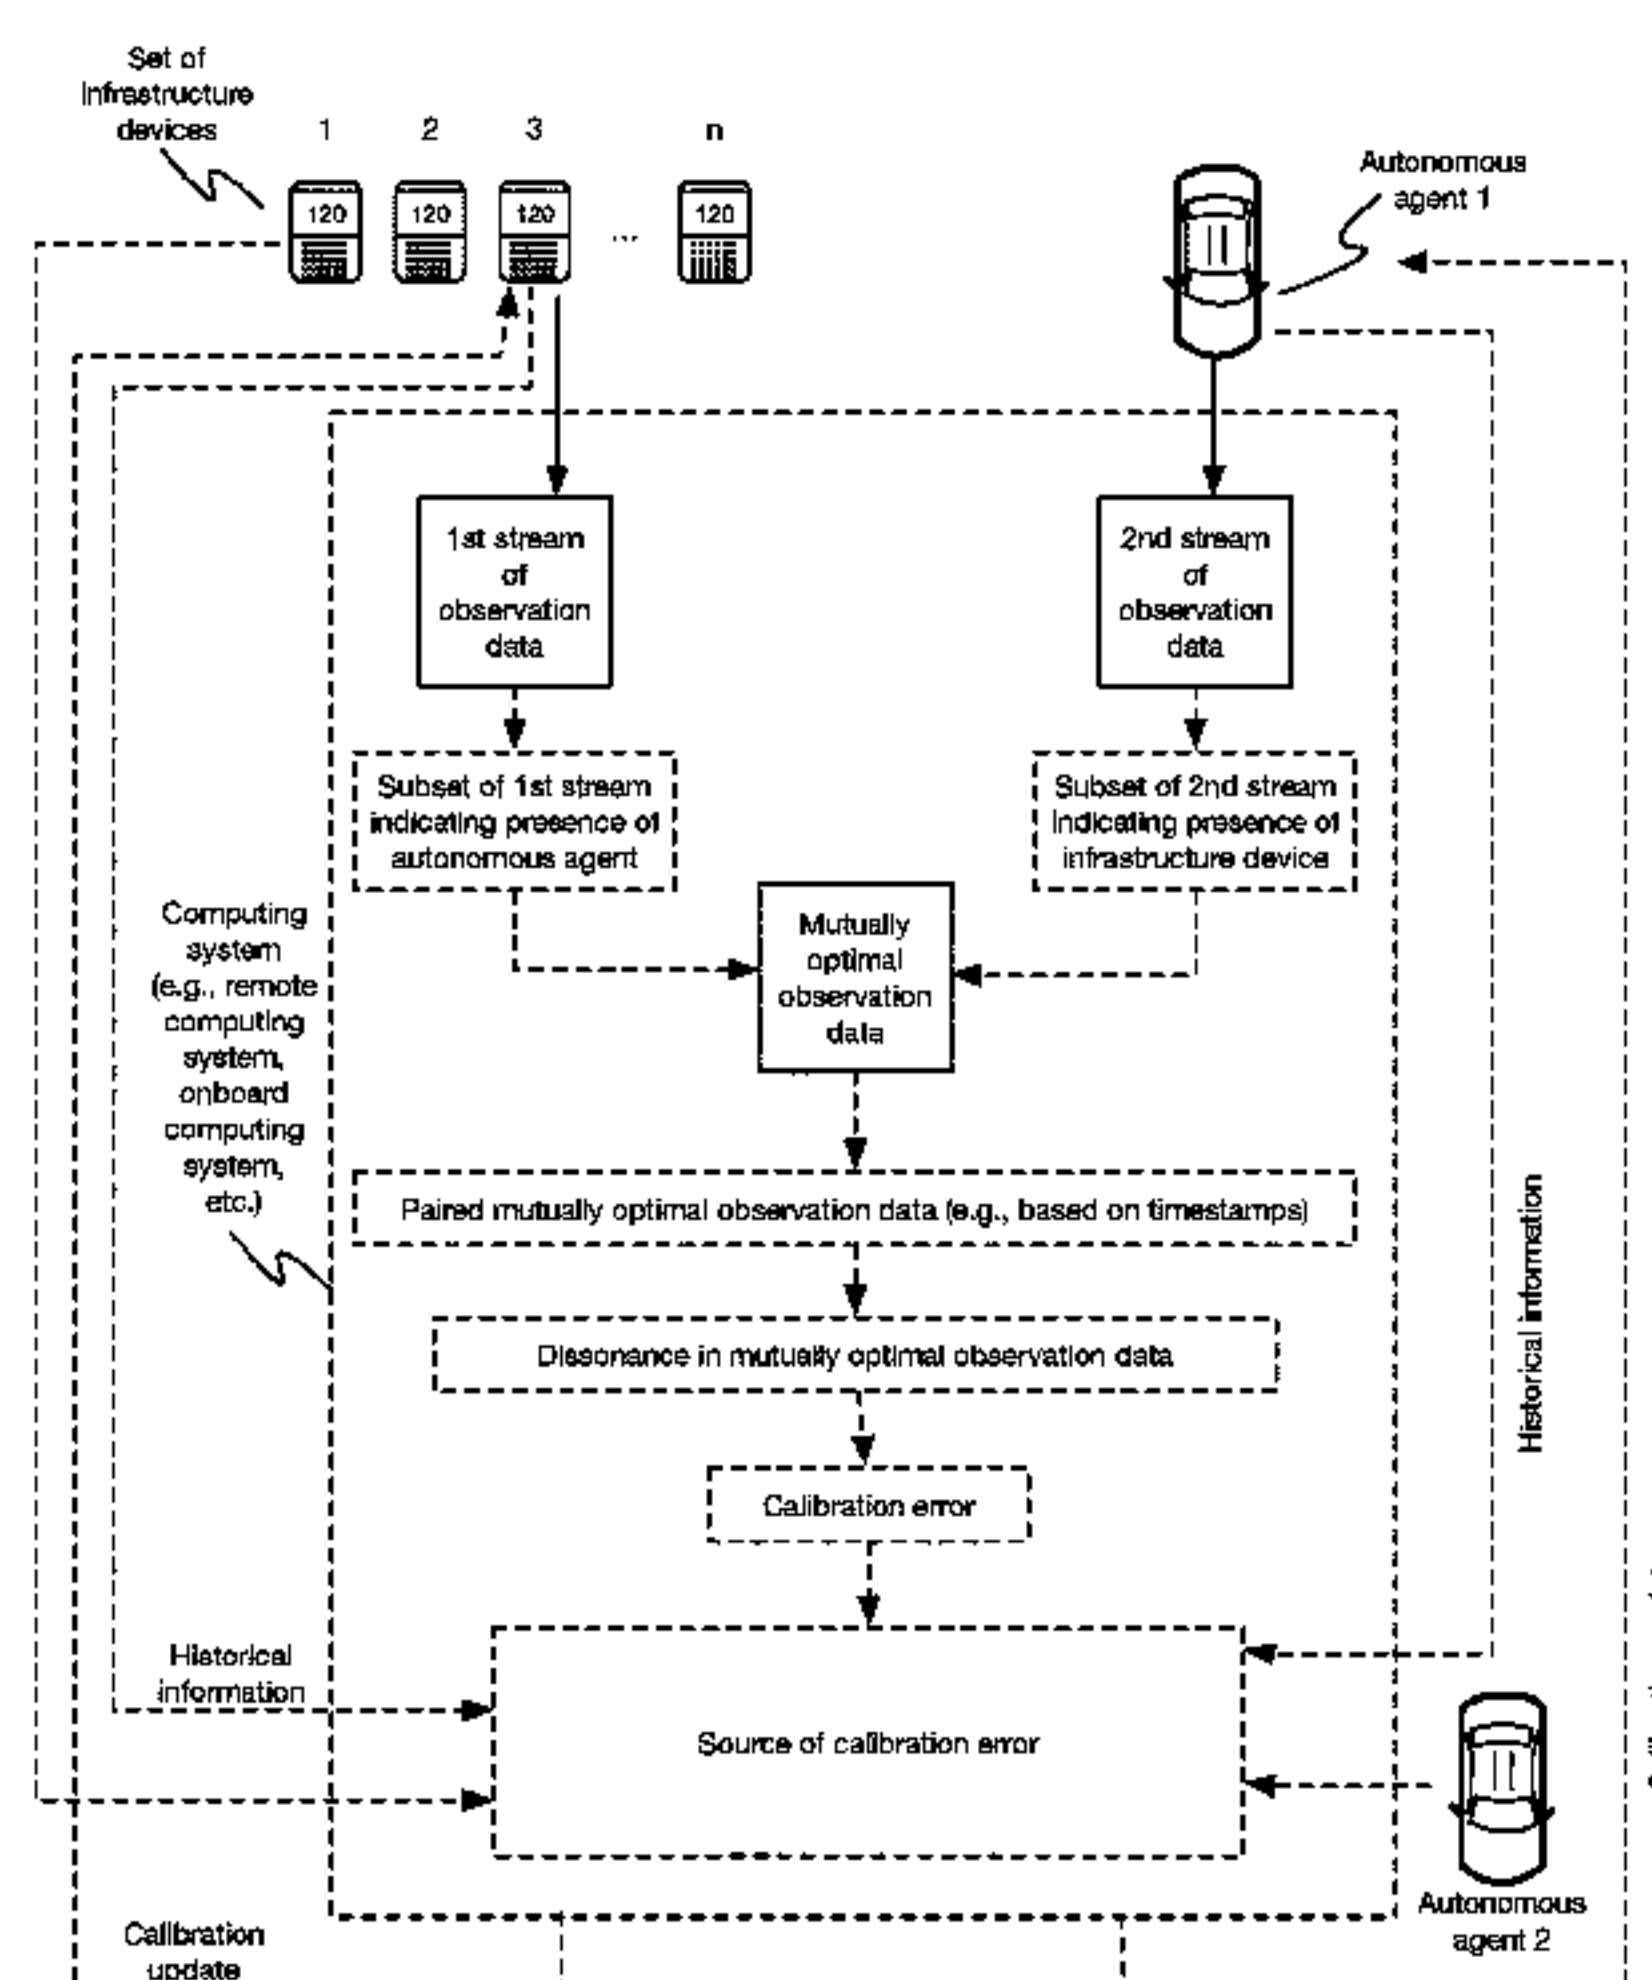 Set of
infrastructure
devices
1
2
3
n
120
120
120
...
120
Autonomous
agent 1
1st stream
of
observation
data
2nd stream
of
observation
data
Subset of 1st stream
indicating presence of
autonomous agent
Subset of 2nd stream
indicating presence of
infrastructure device
Mutually
optimal
observation
data
Computing
system
(e.g., remote
computing
system,
onboard
computing
system,
etc.)
Paired mutually optimal observation data (e.g., based on timestamps)
Dissonance in mutually optimal observation data
Calibration error
Historical information
Historical
information
Source of calibration error
Autonomous
agent 2
Calibration
update